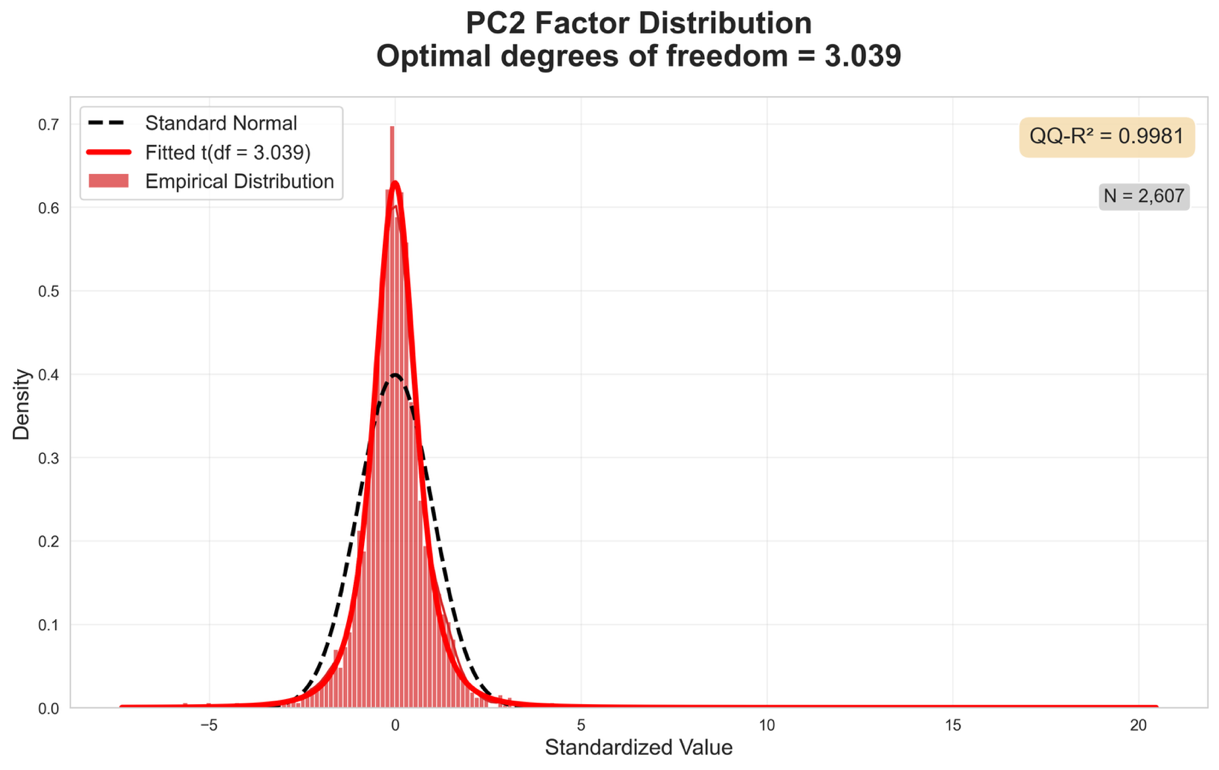 PC2 Factor Distribution
Optimal degrees of freedom = 3.039
Standard Normal
Fitted t(df = 3.039)
Empirical Distribution
QQ-R² = 0.9981
N = 2,607
0.7
0.6
0.5
0.4
0.3
0.2
0.1
0.0
Density
−5
0
5
10
15
20
Standardized Value